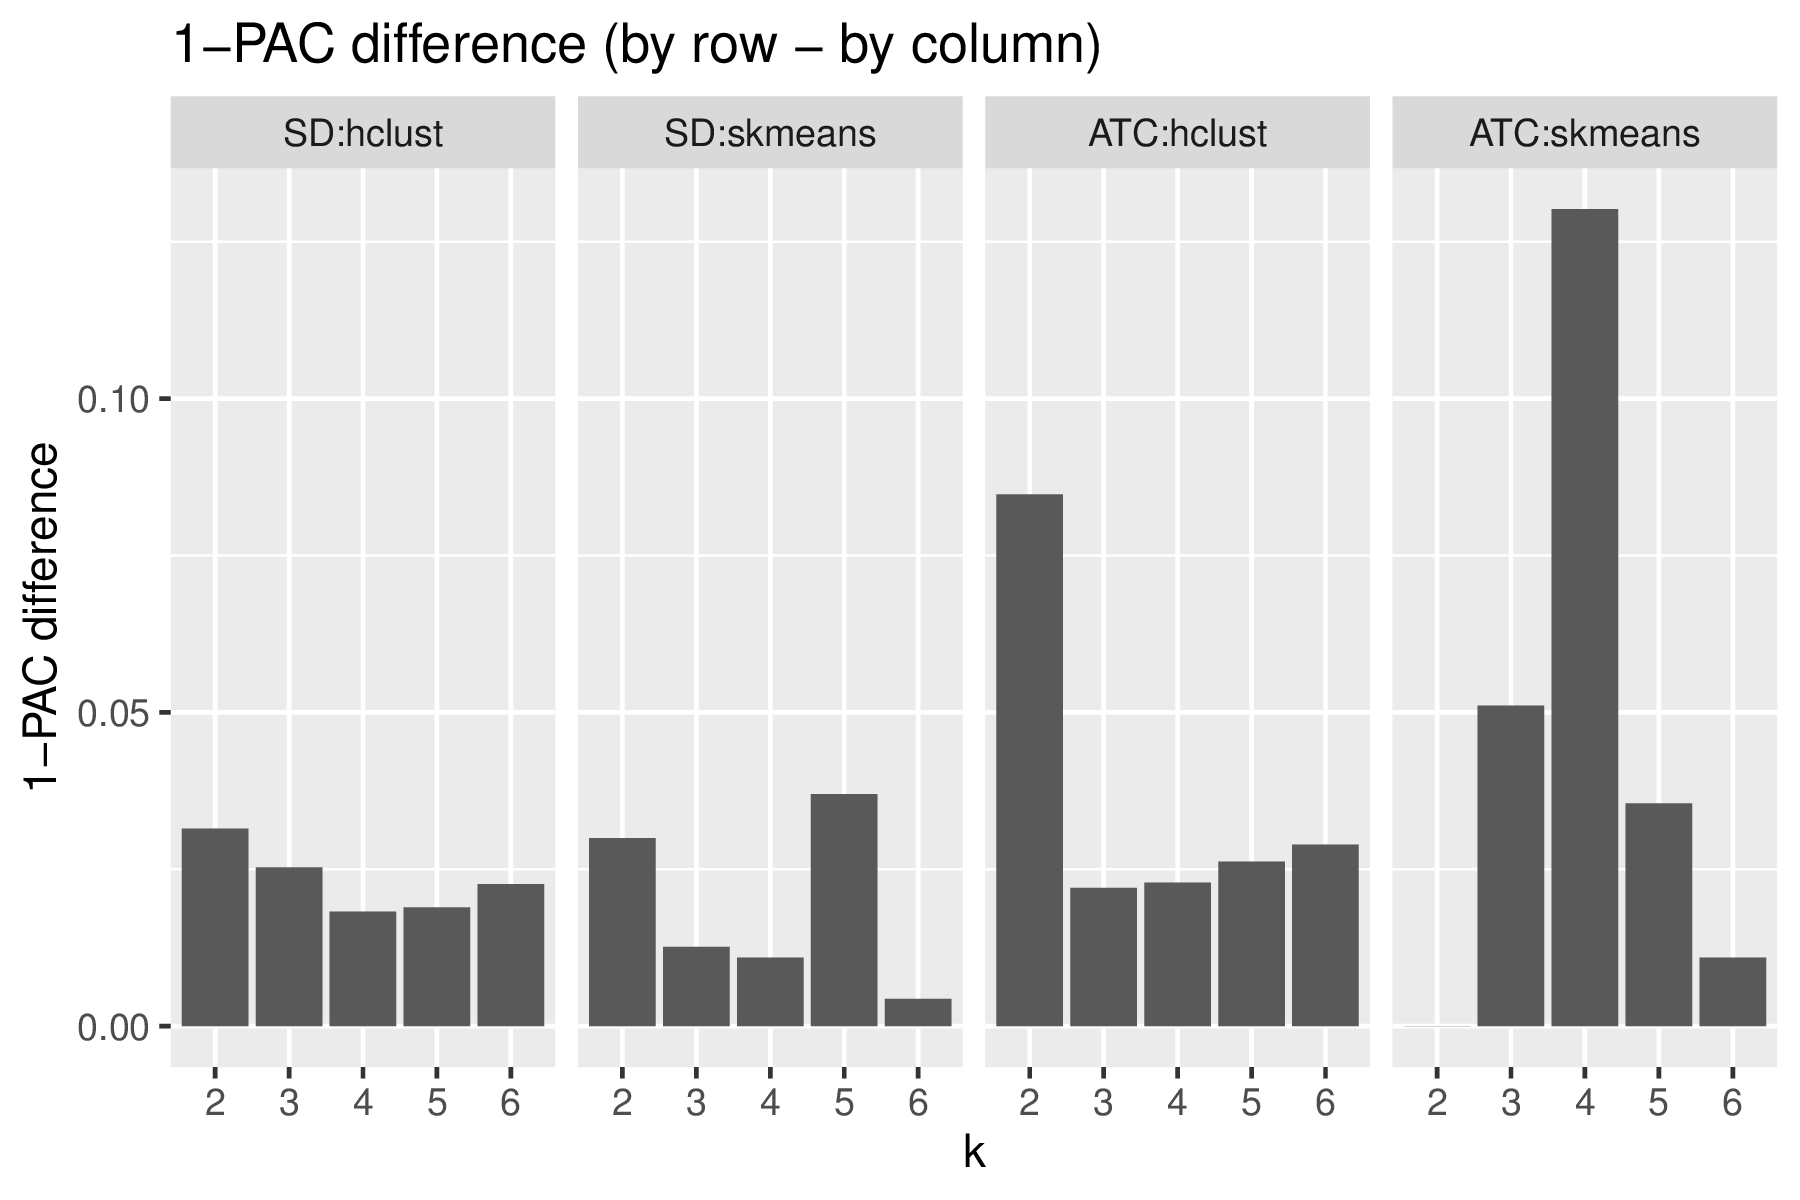 1−PAC difference (by row − by column)
SD:hclust
SD:skmeans
ATC:hclust
ATC:skmeans
1−PAC difference
0.10
0.05
0.00
2 3 4 5 6
2 3 4 5 6
2 3 4 5 6
2 3 4 5 6
k